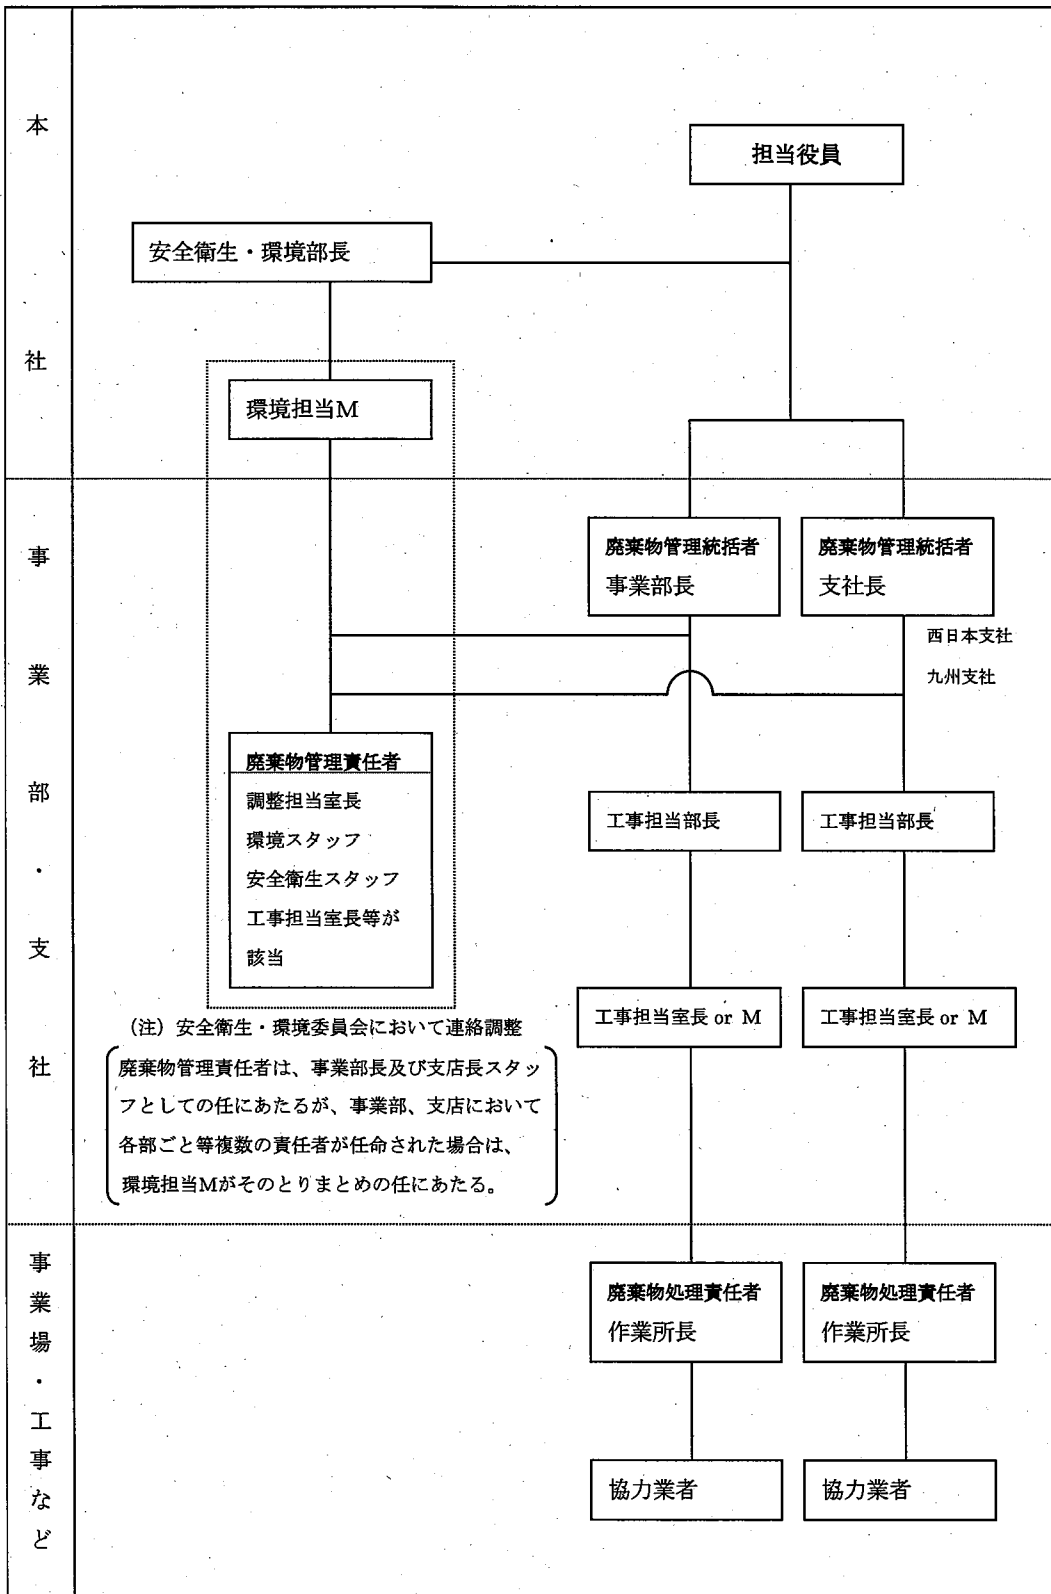 本社
担当役員
安全衛生・環境部長
環境担当M
事業部・支社
廃棄物管理統括者
事業部長
廃棄物管理統括者
支社長
西日本支社
九州支社
廃棄物管理責任者
調整担当室長
環境スタッフ
安全衛生スタッフ
工事担当室長等が
該当
工事担当部長
工事担当部長
工事担当室長 or M
工事担当室長 or M
(注)安全衛生・環境委員会において連絡調整
廃棄物管理責任者は、事業部長及び支店長スタッ
フとしての任にあたるが、事業部、支店において
各部ごと等複数の責任者が任命された場合は、
環境担当Mがそのとりまとめの任にあたる。
事業場・工事など
廃棄物処理責任者
作業所長
廃棄物処理責任者
作業所長
協力業者
協力業者